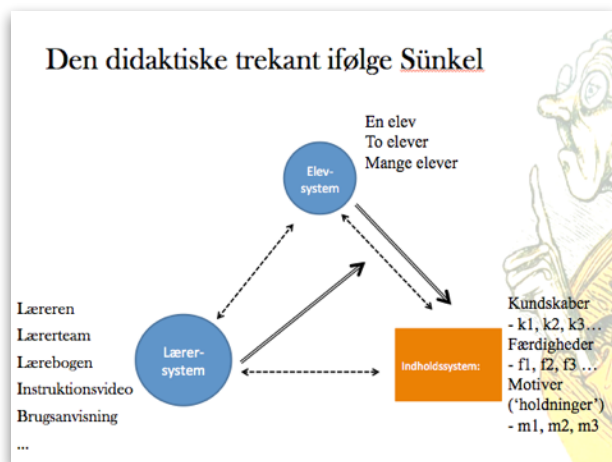 Den didaktiske trekant ifølge Sünkel
En elev
To elever
Mange elever
Elev-
system
Læreren
Lærerteam
Lærebogen
Instruktionsvideo
Brugsanvisning
...
Lærer-
system
Indholdssystem:
Kundskaber
- k1, k2, k3...
Færdigheder
- f1, f2, f3 ...
Motiver
('holdninger')
- m1, m2, m3